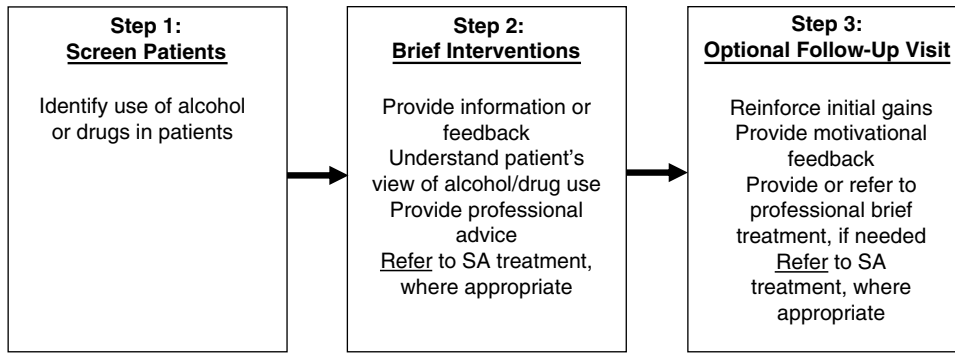 Step 1:
Screen Patients
Identify use of alcohol
or drugs in patients
Step 2:
Brief Interventions
Provide information or
feedback
Understand patient's
view of alcohol/drug use
Provide professional
advice
Refer to SA treatment,
where appropriate
Step 3:
Optional Follow-Up Visit
Reinforce initial gains
Provide motivational
feedback
Provide or refer to
professional brief
treatment, if needed
Refer to SA
treatment, where
appropriate